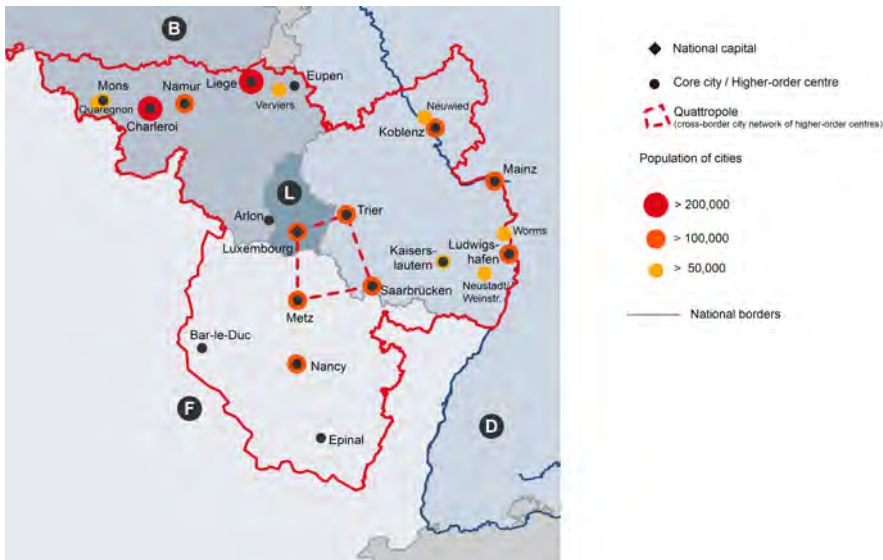 B
Mons
Quaregnon
Charleroi
Namur
Liege
Verviers
Eupen
Neuwied
Koblenz
Mainz
L
Arlon
Luxembourg
Trier
Kaisers-
lautern
Ludwigs-
hafen
Worms
Neustadt/
Weinstr.
Saarbrücken
Metz
Bar-le-Duc
Nancy
F
Epinal
D
National capital
Core city / Higher-order centre
Quattropole
(cross-border city network of higher-order centres)
Population of cities
> 200,000
> 100,000
> 50,000
National borders